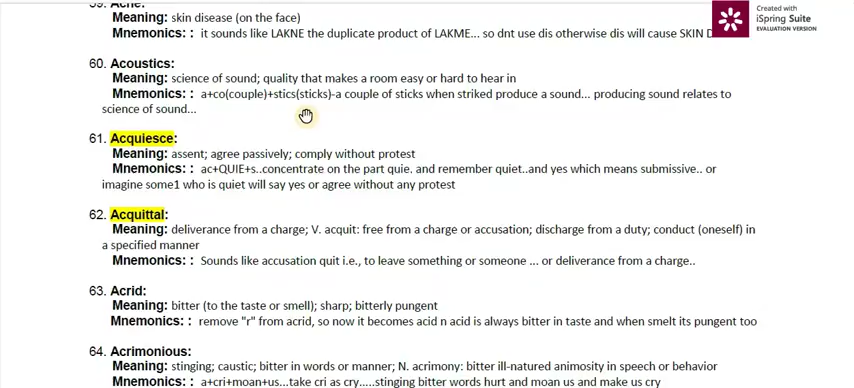 59. Acne:
Meaning: skin disease (on the face)
Mnemonics: : it sounds like LAKNE the duplicate product of LAKME... so dnt use dis otherwise dis will cause SKIN
Created with
iSpring Suite
EVALUATION VERSION
60. Acoustics:
Meaning: science of sound; quality that makes a room easy or hard to hear in
Mnemonics: : a+co(couple)+stics(sticks)-a couple of sticks when striked produce a sound... producing sound relates to
science of sound...
61. Acquiesce:
Meaning: assent; agree passively; comply without protest
Mnemonics: : ac+QUIE+s..concentrate on the part quie. and remember quiet..and yes which means submissive.. or
imagine some1 who is quiet will say yes or agree without any protest
62. Acquittal:
Meaning: deliverance from a charge; V. acquit: free from a charge or accusation; discharge from a duty; conduct (oneself) in
a specified manner
Mnemonics: : Sounds like accusation quit i.e., to leave something or someone ... or deliverance from a charge..
63. Acrid:
Meaning: bitter (to the taste or smell); sharp; bitterly pungent
Mnemonics: : remove "r" from acrid, so now it becomes acid n acid is always bitter in taste and when smelt its pungent too
64. Acrimonious:
Meaning: stinging; caustic; bitter in words or manner; N. acrimony: bitter ill-natured animosity in speech or behavior
Mnemonics: : a+cri+moan+us...take cri as cry.....stinging bitter words hurt and moan us and make us cry